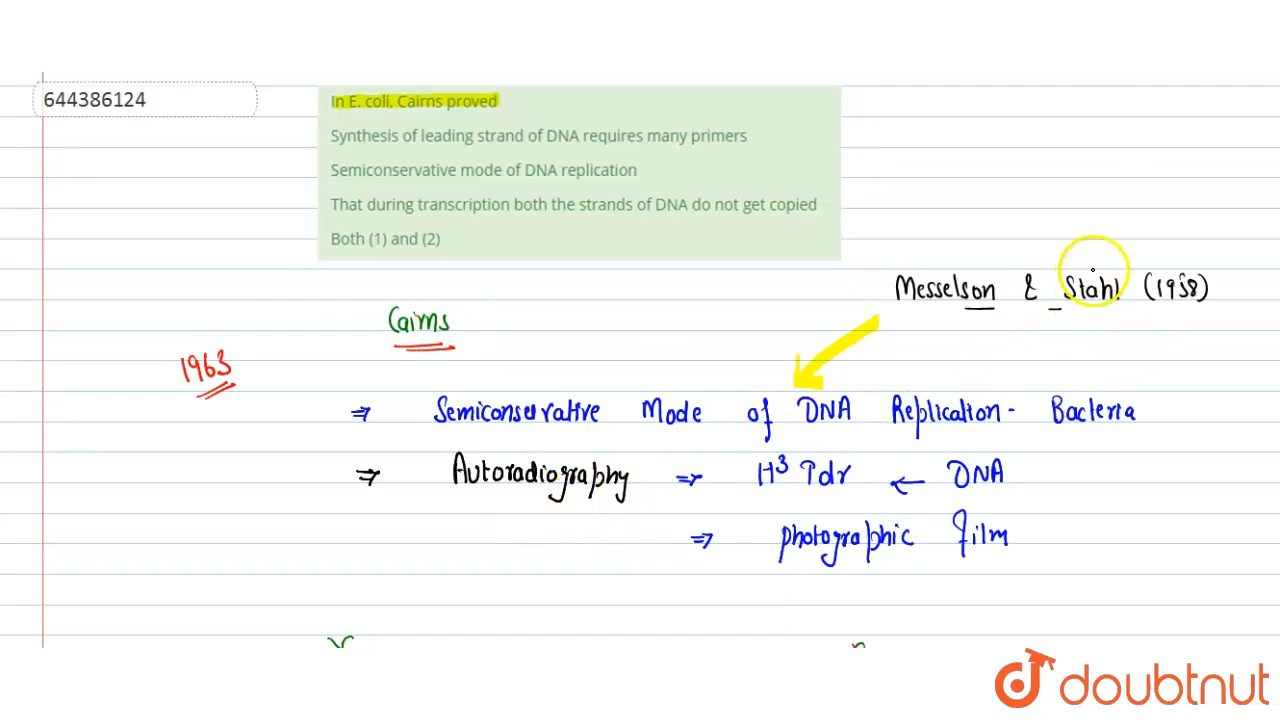 644386124
In E. coli, Cairns proved
Synthesis of leading strand of DNA requires many primers
Semiconservative mode of DNA replication
That during transcription both the strands of DNA do not get copied
Both (1) and (2)
Messelson & Stahl (1958)
Cairns
1963
⇒ Semiconservative Mode of DNA Replication - Bacteria
⇒ Autoradiography ⇒ H³ Tdr ← DNA
⇒ photographic film
doubtnut